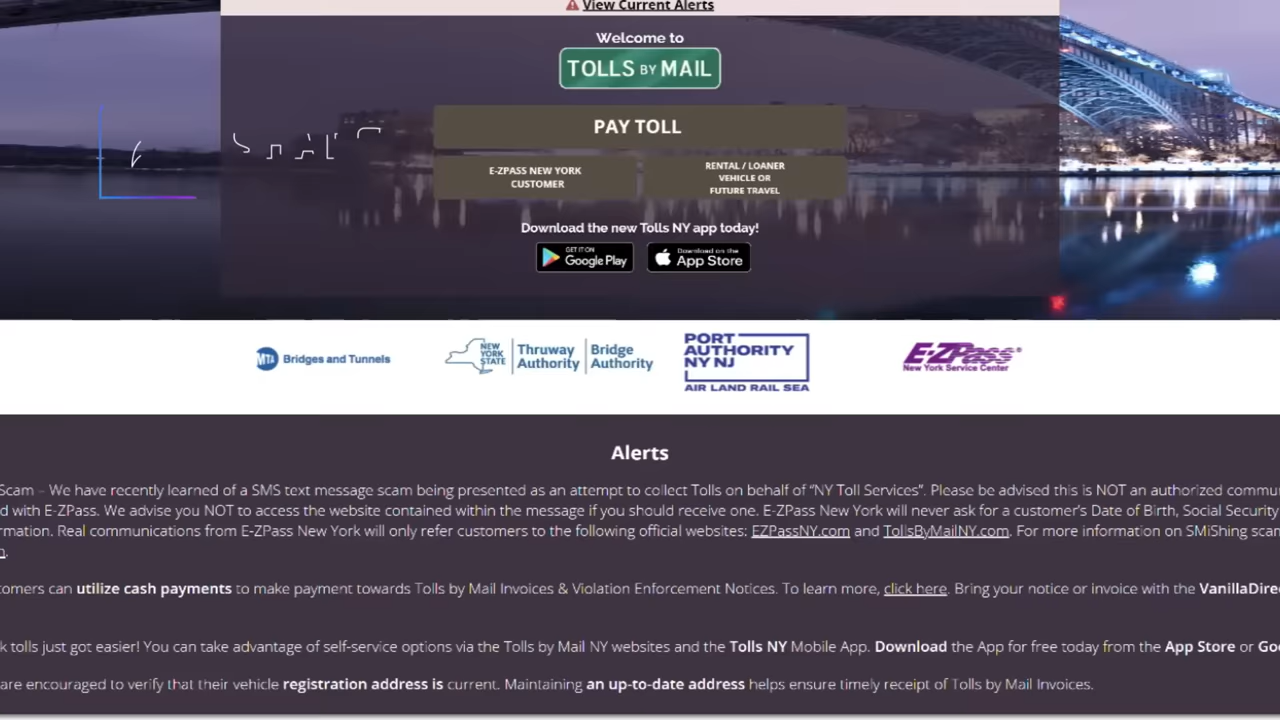 View Current Alerts
Welcome to
TOLLS BY MAIL
PAY TOLL
E-ZPASS NEW YORK
CUSTOMER
RENTAL / LOANER
VEHICLE OR
FUTURE TRAVEL
Download the new Tolls NY app today!
GET IT ON
Google Play
Download on the
App Store
MTA Bridges and Tunnels
NEW
YORK
STATE
Thruway
Authority
Bridge
Authority
PORT
AUTHORITY
NY NJ
AIR LAND RAIL SEA
E-ZPass®
New York Service Center
Alerts
Scam – We have recently learned of a SMS text message scam being presented as an attempt to collect Tolls on behalf of “NY Toll Services”. Please be advised this is NOT an authorized commu
d with E-ZPass. We advise you NOT to access the website contained within the message if you should receive one. E-ZPass New York will never ask for a customer's Date of Birth, Social Security
rmation. Real communications from E-ZPass New York will only refer customers to the following official websites: EZPassNY.com and TollsByMailNY.com. For more information on SMiShing scan
omers can utilize cash payments to make payment towards Tolls by Mail Invoices & Violation Enforcement Notices. To learn more, click here. Bring your notice or invoice with the VanillaDire
k tolls just got easier! You can take advantage of self-service options via the Tolls by Mail NY websites and the Tolls NY Mobile App. Download the App for free today from the App Store or Go
are encouraged to verify that their vehicle registration address is current. Maintaining an up-to-date address helps ensure timely receipt of Tolls by Mail Invoices.